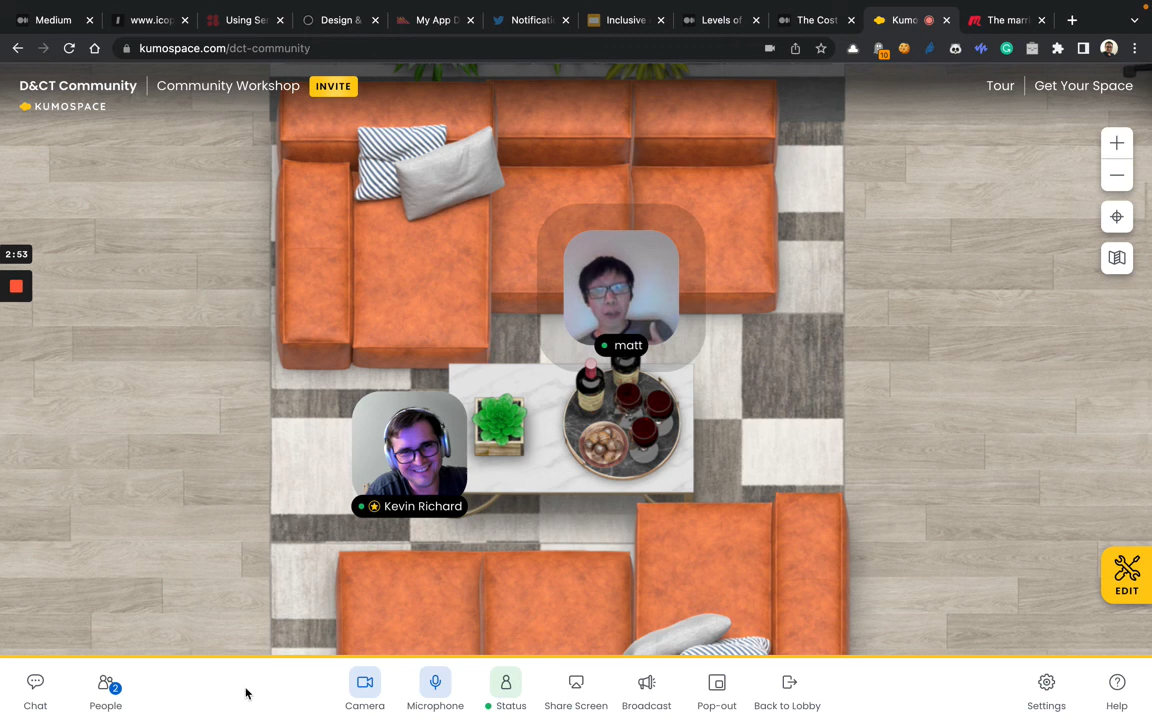 Medium
www.icop
Using Ser
Design &
My App D
Notificati
Inclusive
Levels of
The Cost
Kumo
The marr
kumospace.com/dct-community
10
D&CT Community
Community Workshop
INVITE
Tour
Get Your Space
KUMOSPACE
2:53
matt
Kevin Richard
EDIT
2
Chat
People
Camera
Microphone
Status
Share Screen
Broadcast
Pop-out
Back to Lobby
Settings
Help